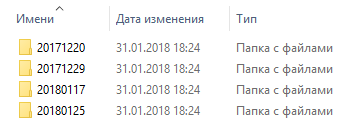 Имени Дата изменения Тип
20171220 31.01.2018 18:24 Папка с файлами
20171229 31.01.2018 18:24 Папка с файлами
20180117 31.01.2018 18:24 Папка с файлами
20180125 31.01.2018 18:24 Папка с файлами